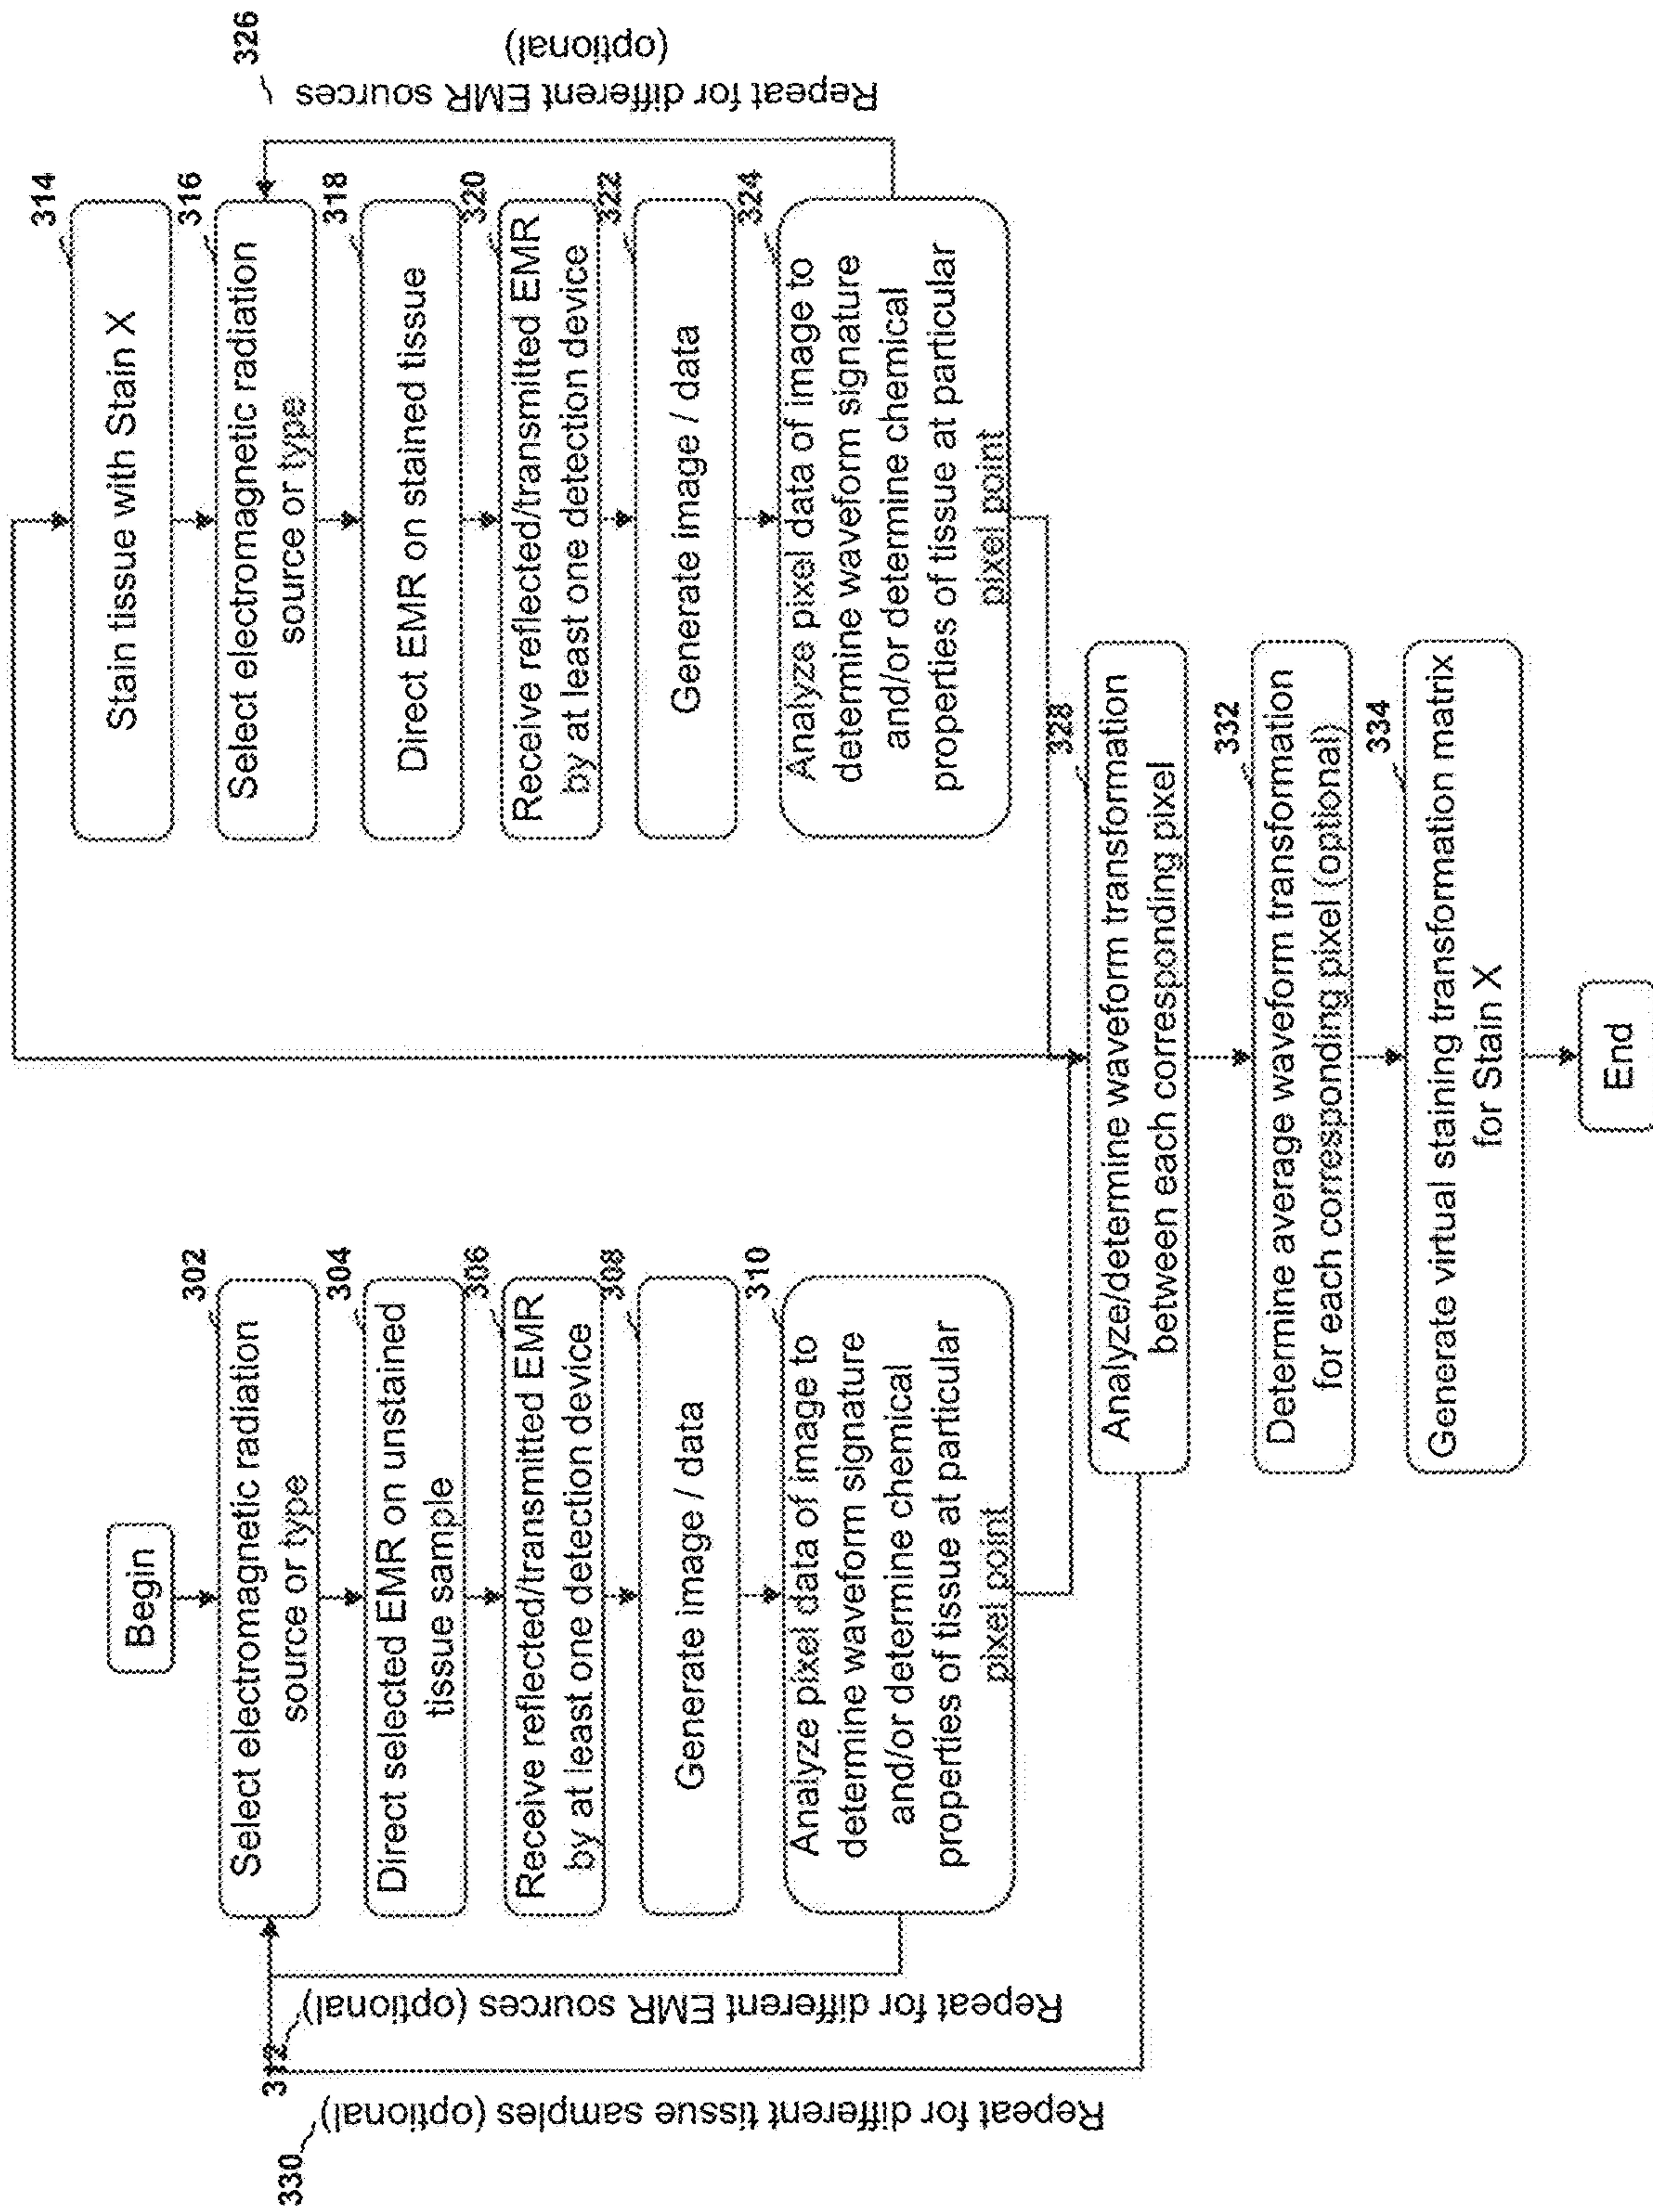 Begin
302
Select electromagnetic radiation
source or type
304
Direct selected EMR on unstained
tissue sample
306
Receive reflected/transmitted EMR
by at least one detection device
308
Generate image / data
310
Analyze pixel data of image to
determine waveform signature
and/or determine chemical
properties of tissue at particular
pixel point
312
Repeat for different EMR sources (optional)
330
Repeat for different tissue samples (optional)
314
Stain tissue with Stain X
316
Select electromagnetic radiation
source or type
318
Direct EMR on stained tissue
320
Receive reflected/transmitted EMR
by at least one detection device
322
Generate image / data
324
Analyze pixel data of image to
determine waveform signature
and/or determine chemical
properties of tissue at particular
pixel point
326
Repeat for different EMR sources
(optional)
328
Analyze/determine waveform transformation
between each corresponding pixel
332
Determine average waveform transformation
for each corresponding pixel (optional)
334
Generate virtual staining transformation matrix
for Stain X
End